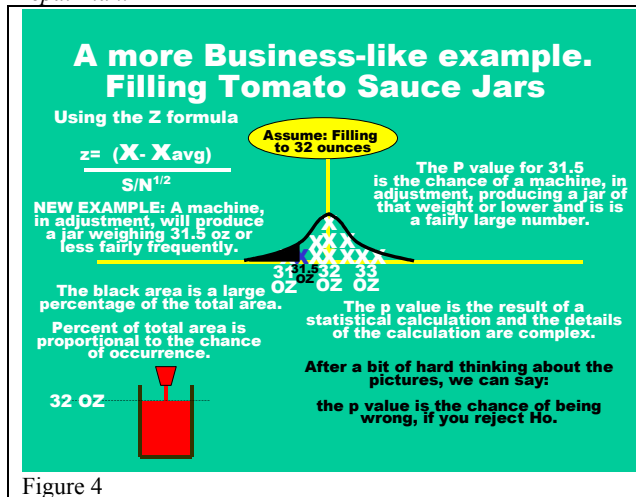 A more Business-like example.
Filling Tomato Sauce Jars
Using the Z formula
z= (X- Xavg)
S/N1/2
Assume: Filling
to 32 ounces
NEW EXAMPLE: A machine,
in adjustment, will produce
a jar weighing 31.5 oz or
less fairly frequently.
The P value for 31.5
is the chance of a machine, in
adjustment, producing a jar of
that weight or lower and is is
a fairly large number.
X
X X X
X X X X X X
31 32 33
OZ OZ OZ
31.5
OZ
The black area is a large
percentage of the total area.
Percent of total area is
proportional to the chance
of occurrence.
32 OZ
The p value is the result of a
statistical calculation and the details
of the calculation are complex.
After a bit of hard thinking about the
pictures, we can say:
the p value is the chance of being
wrong, if you reject Ho.
Figure 4